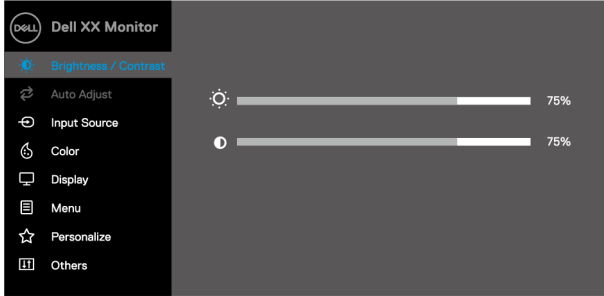 DELL
Dell XX Monitor
Brightness / Contrast
Auto Adjust
75%
Input Source
75%
Color
Display
Menu
Personalize
Others